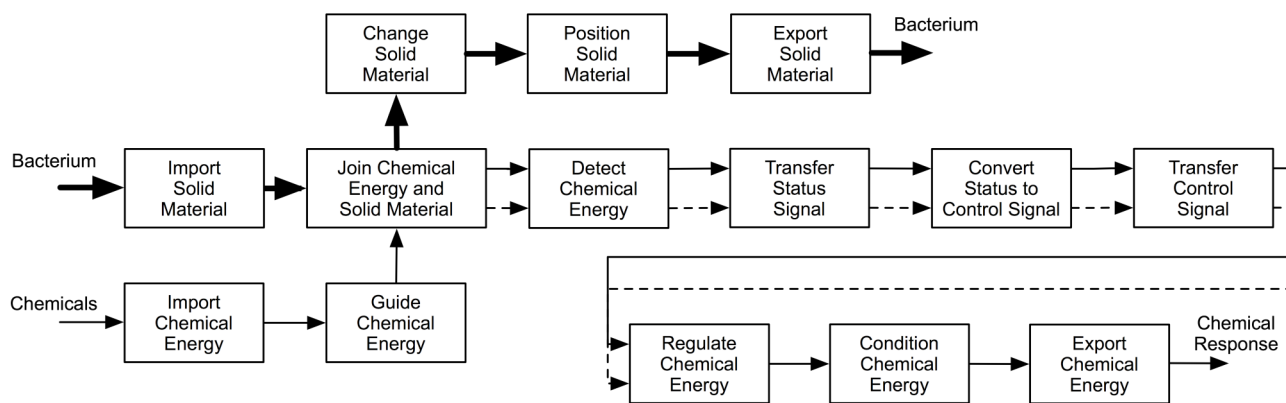 Change
Solid
Material
Position
Solid
Material
Export
Solid
Material
Bacterium
Bacterium
Import
Solid
Material
Join Chemical
Energy and
Solid Material
Detect
Chemical
Energy
Transfer
Status
Signal
Convert
Status to
Control Signal
Transfer
Control
Signal
Chemicals
Import
Chemical
Energy
Guide
Chemical
Energy
Regulate
Chemical
Energy
Condition
Chemical
Energy
Export
Chemical
Energy
Chemical
Response